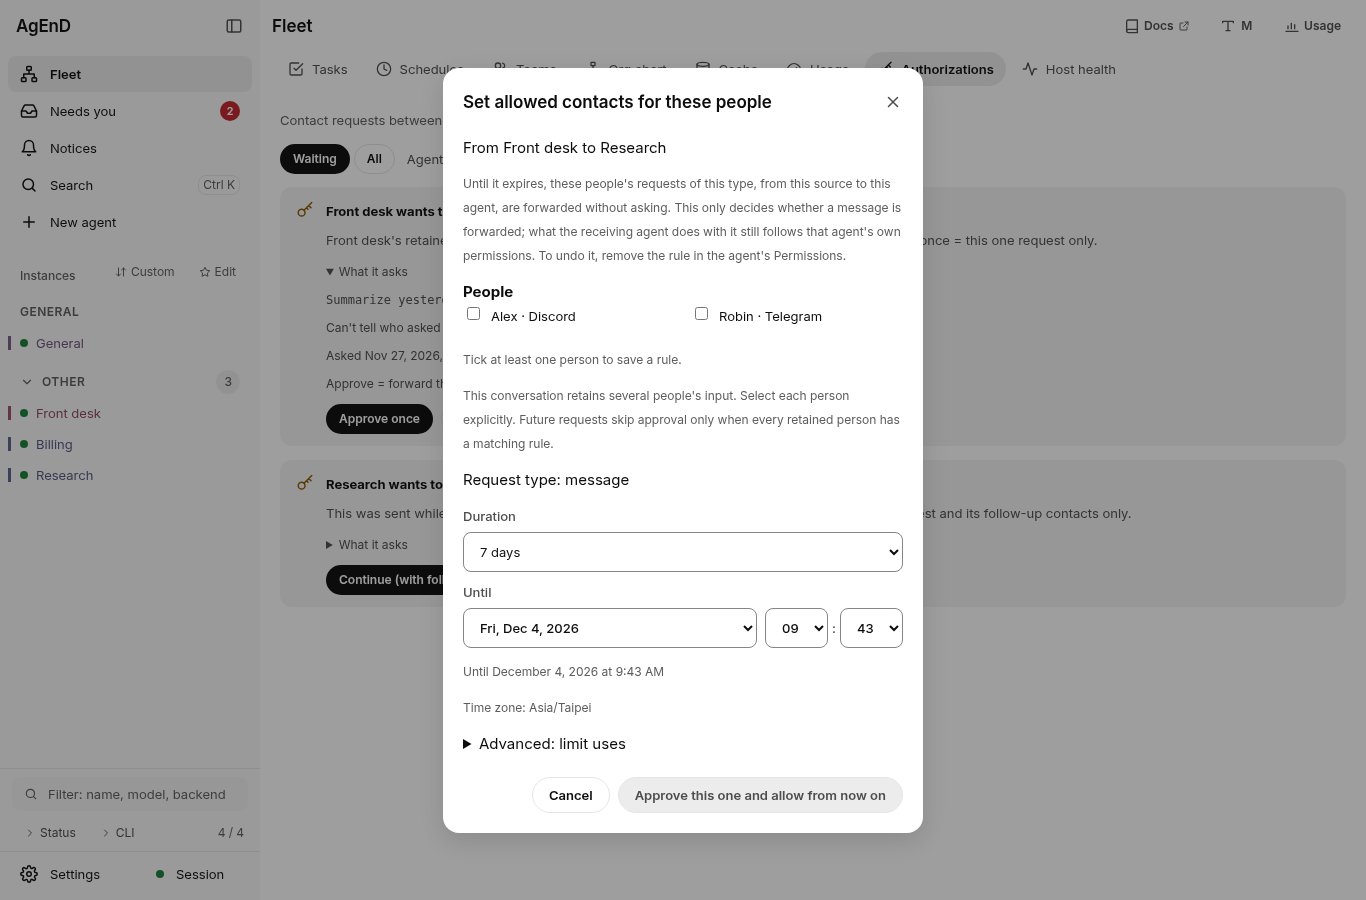 AgEnD
Fleet
Needs you 2
Notices
Search Ctrl K
New agent
Instances Custom Edit
GENERAL
General
OTHER 3
Front desk
Billing
Research
Filter: name, model, backend
Status CLI 4 / 4
Settings Session
Fleet
Docs M Usage
Tasks Authorizations Host health
Contact requests between
Waiting All Agent
Front desk wants t
Front desk's retaine
once = this one request only.
What it asks
Can't tell who asked
Asked Nov 27, 2026,
Approve = forward th
Approve once
Research wants to
This was sent while
st and its follow-up contacts only.
What it asks
Continue (with foll
Set allowed contacts for these people
From Front desk to Research
Until it expires, these people's requests of this type, from this source to this
agent, are forwarded without asking. This only decides whether a message is
forwarded; what the receiving agent does with it still follows that agent's own
permissions. To undo it, remove the rule in the agent's Permissions.
People
Alex · Discord Robin · Telegram
Tick at least one person to save a rule.
This conversation retains several people's input. Select each person
explicitly. Future requests skip approval only when every retained person has
a matching rule.
Request type: message
Duration
7 days
Until
Fri, Dec 4, 2026 09 : 43
Until December 4, 2026 at 9:43 AM
Time zone: Asia/Taipei
Advanced: limit uses
Cancel Approve this one and allow from now on